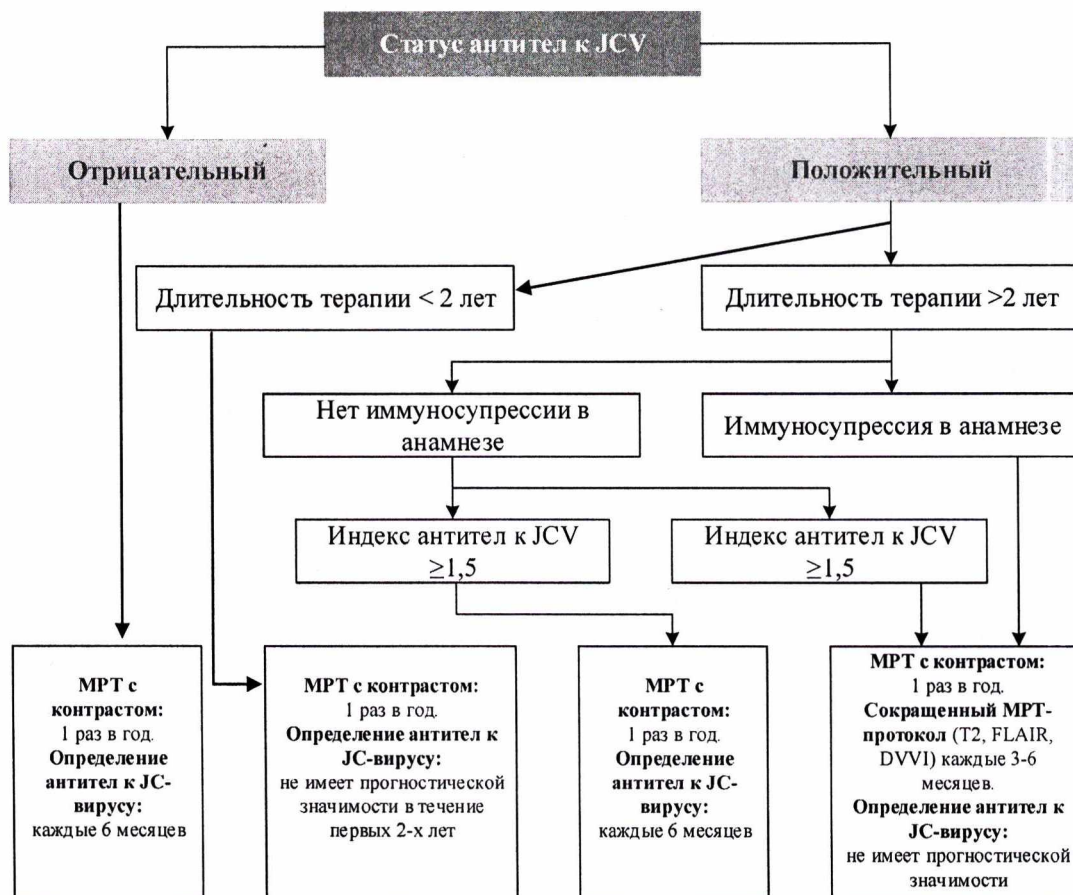 Статус антител к JCV
Отрицательный
Положительный
Длительность терапии < 2 лет
Длительность терапии >2 лет
Нет иммуносупрессии в
анамнезе
Иммуносупрессия в анамнезе
Индекс антител к JCV
≥1,5
Индекс антител к JCV
≥1,5
МРТ с
контрастом:
1 раз в год.
Определение
антител к JC-
вирусу:
каждые 6 месяцев
МРТ с контрастом:
1 раз в год.
Определение антител к
JC-вирусу:
не имеет прогностической
значимости в течение
первых 2-х лет
МРТ с
контрастом:
1 раз в год.
Определение
антител к JC-
вирусу:
каждые 6 месяцев
МРТ с контрастом:
1 раз в год.
Сокращенный МРТ-
протокол (T2, FLAIR,
DVVI) каждые 3-6
месяцев.
Определение антител к
JC-вирусу:
не имеет прогностической
значимости